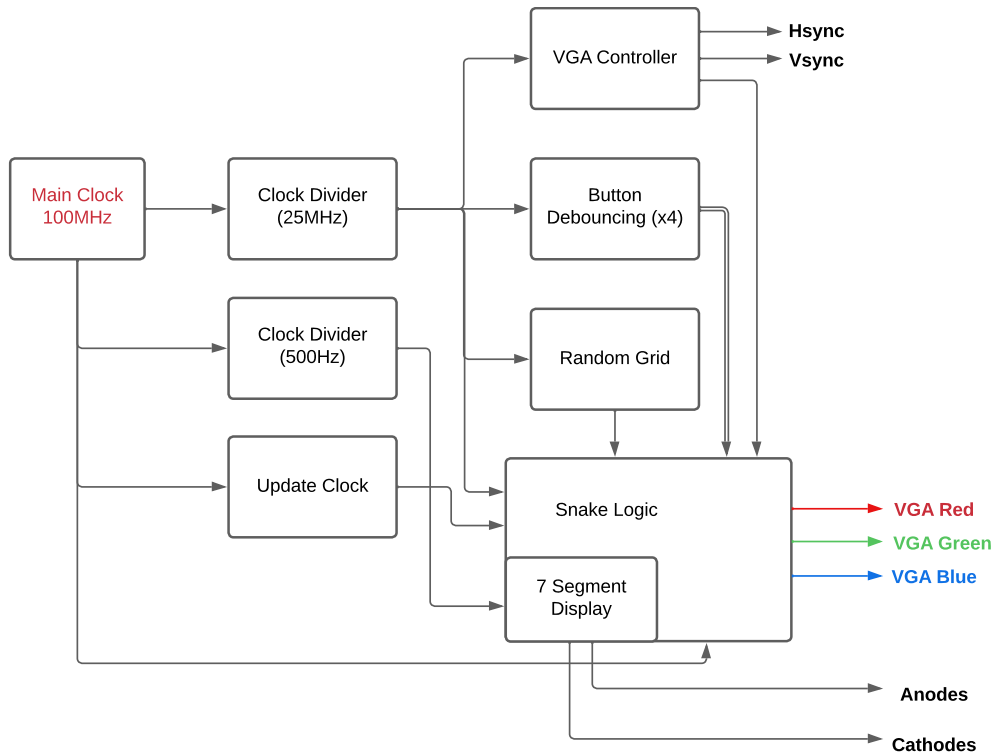 VGA Controller
Hsync
Vsync
Main Clock
100MHz
Clock Divider
(25MHz)
Button
Debouncing (x4)
Clock Divider
(500Hz)
Random Grid
Update Clock
Snake Logic
7 Segment
Display
VGA Red
VGA Green
VGA Blue
Anodes
Cathodes